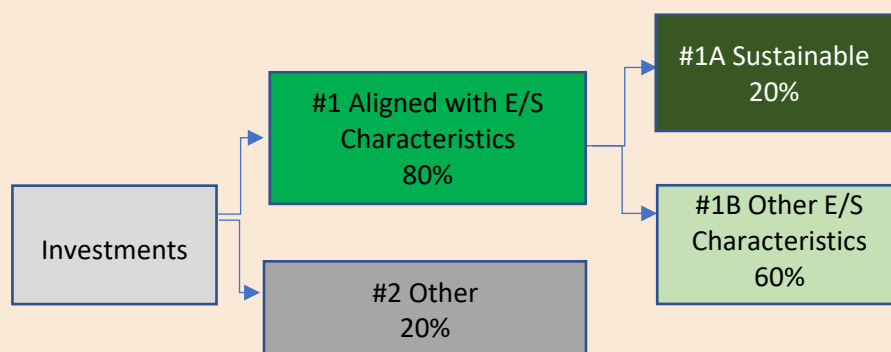 Investments
#1 Aligned with E/S
Characteristics
80%
#2 Other
20%
#1A Sustainable
20%
#1B Other E/S
Characteristics
60%